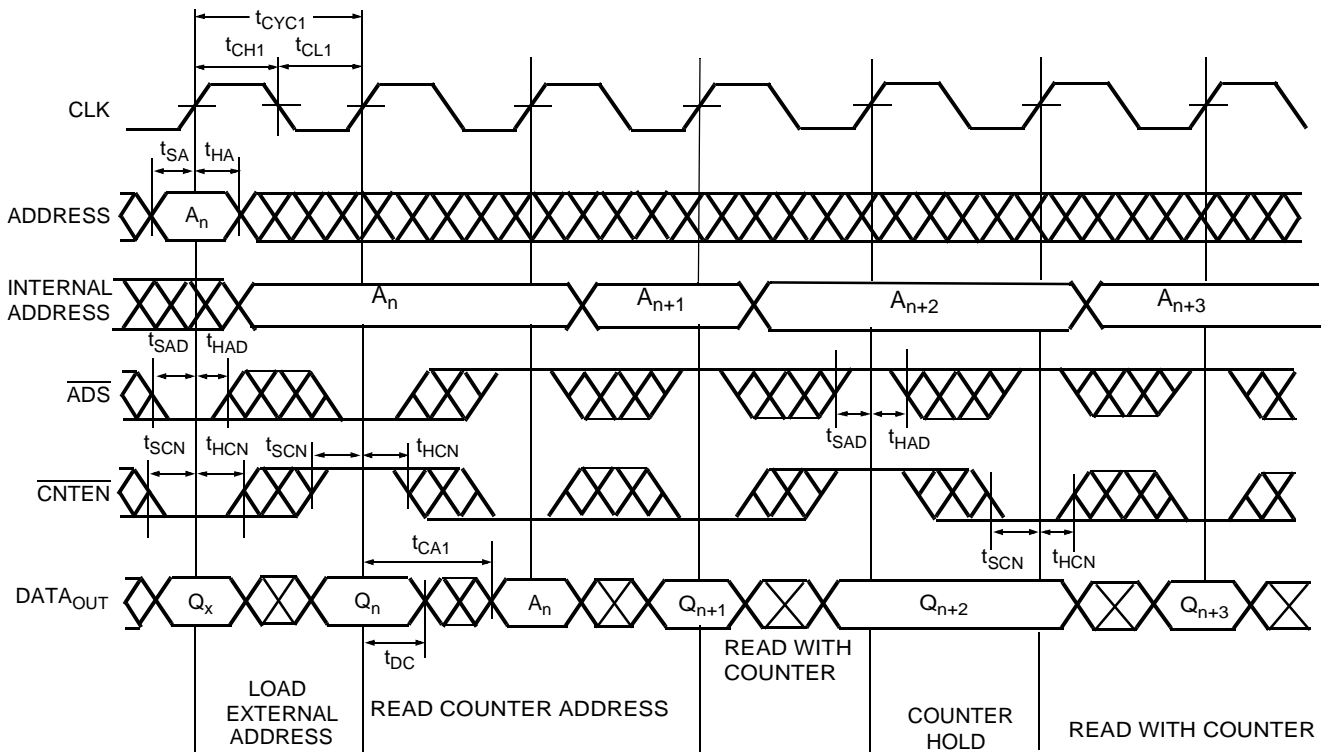 tCYC1
tCH1 tCL1
CLK
tSA tHA
ADDRESS An
INTERNAL
ADDRESS
An An+1 An+2 An+3
tSAD tHAD
ADS
tSAD tHAD
tSCN tHCN tSCN tHCN
CNTEN
tSCN tHCN
tCA1
DATAOUT Qx Qn An Qn+1 Qn+2 Qn+3
tDC
LOAD
EXTERNAL
ADDRESS
READ COUNTER ADDRESS
READ WITH
COUNTER
COUNTER
HOLD
READ WITH COUNTER